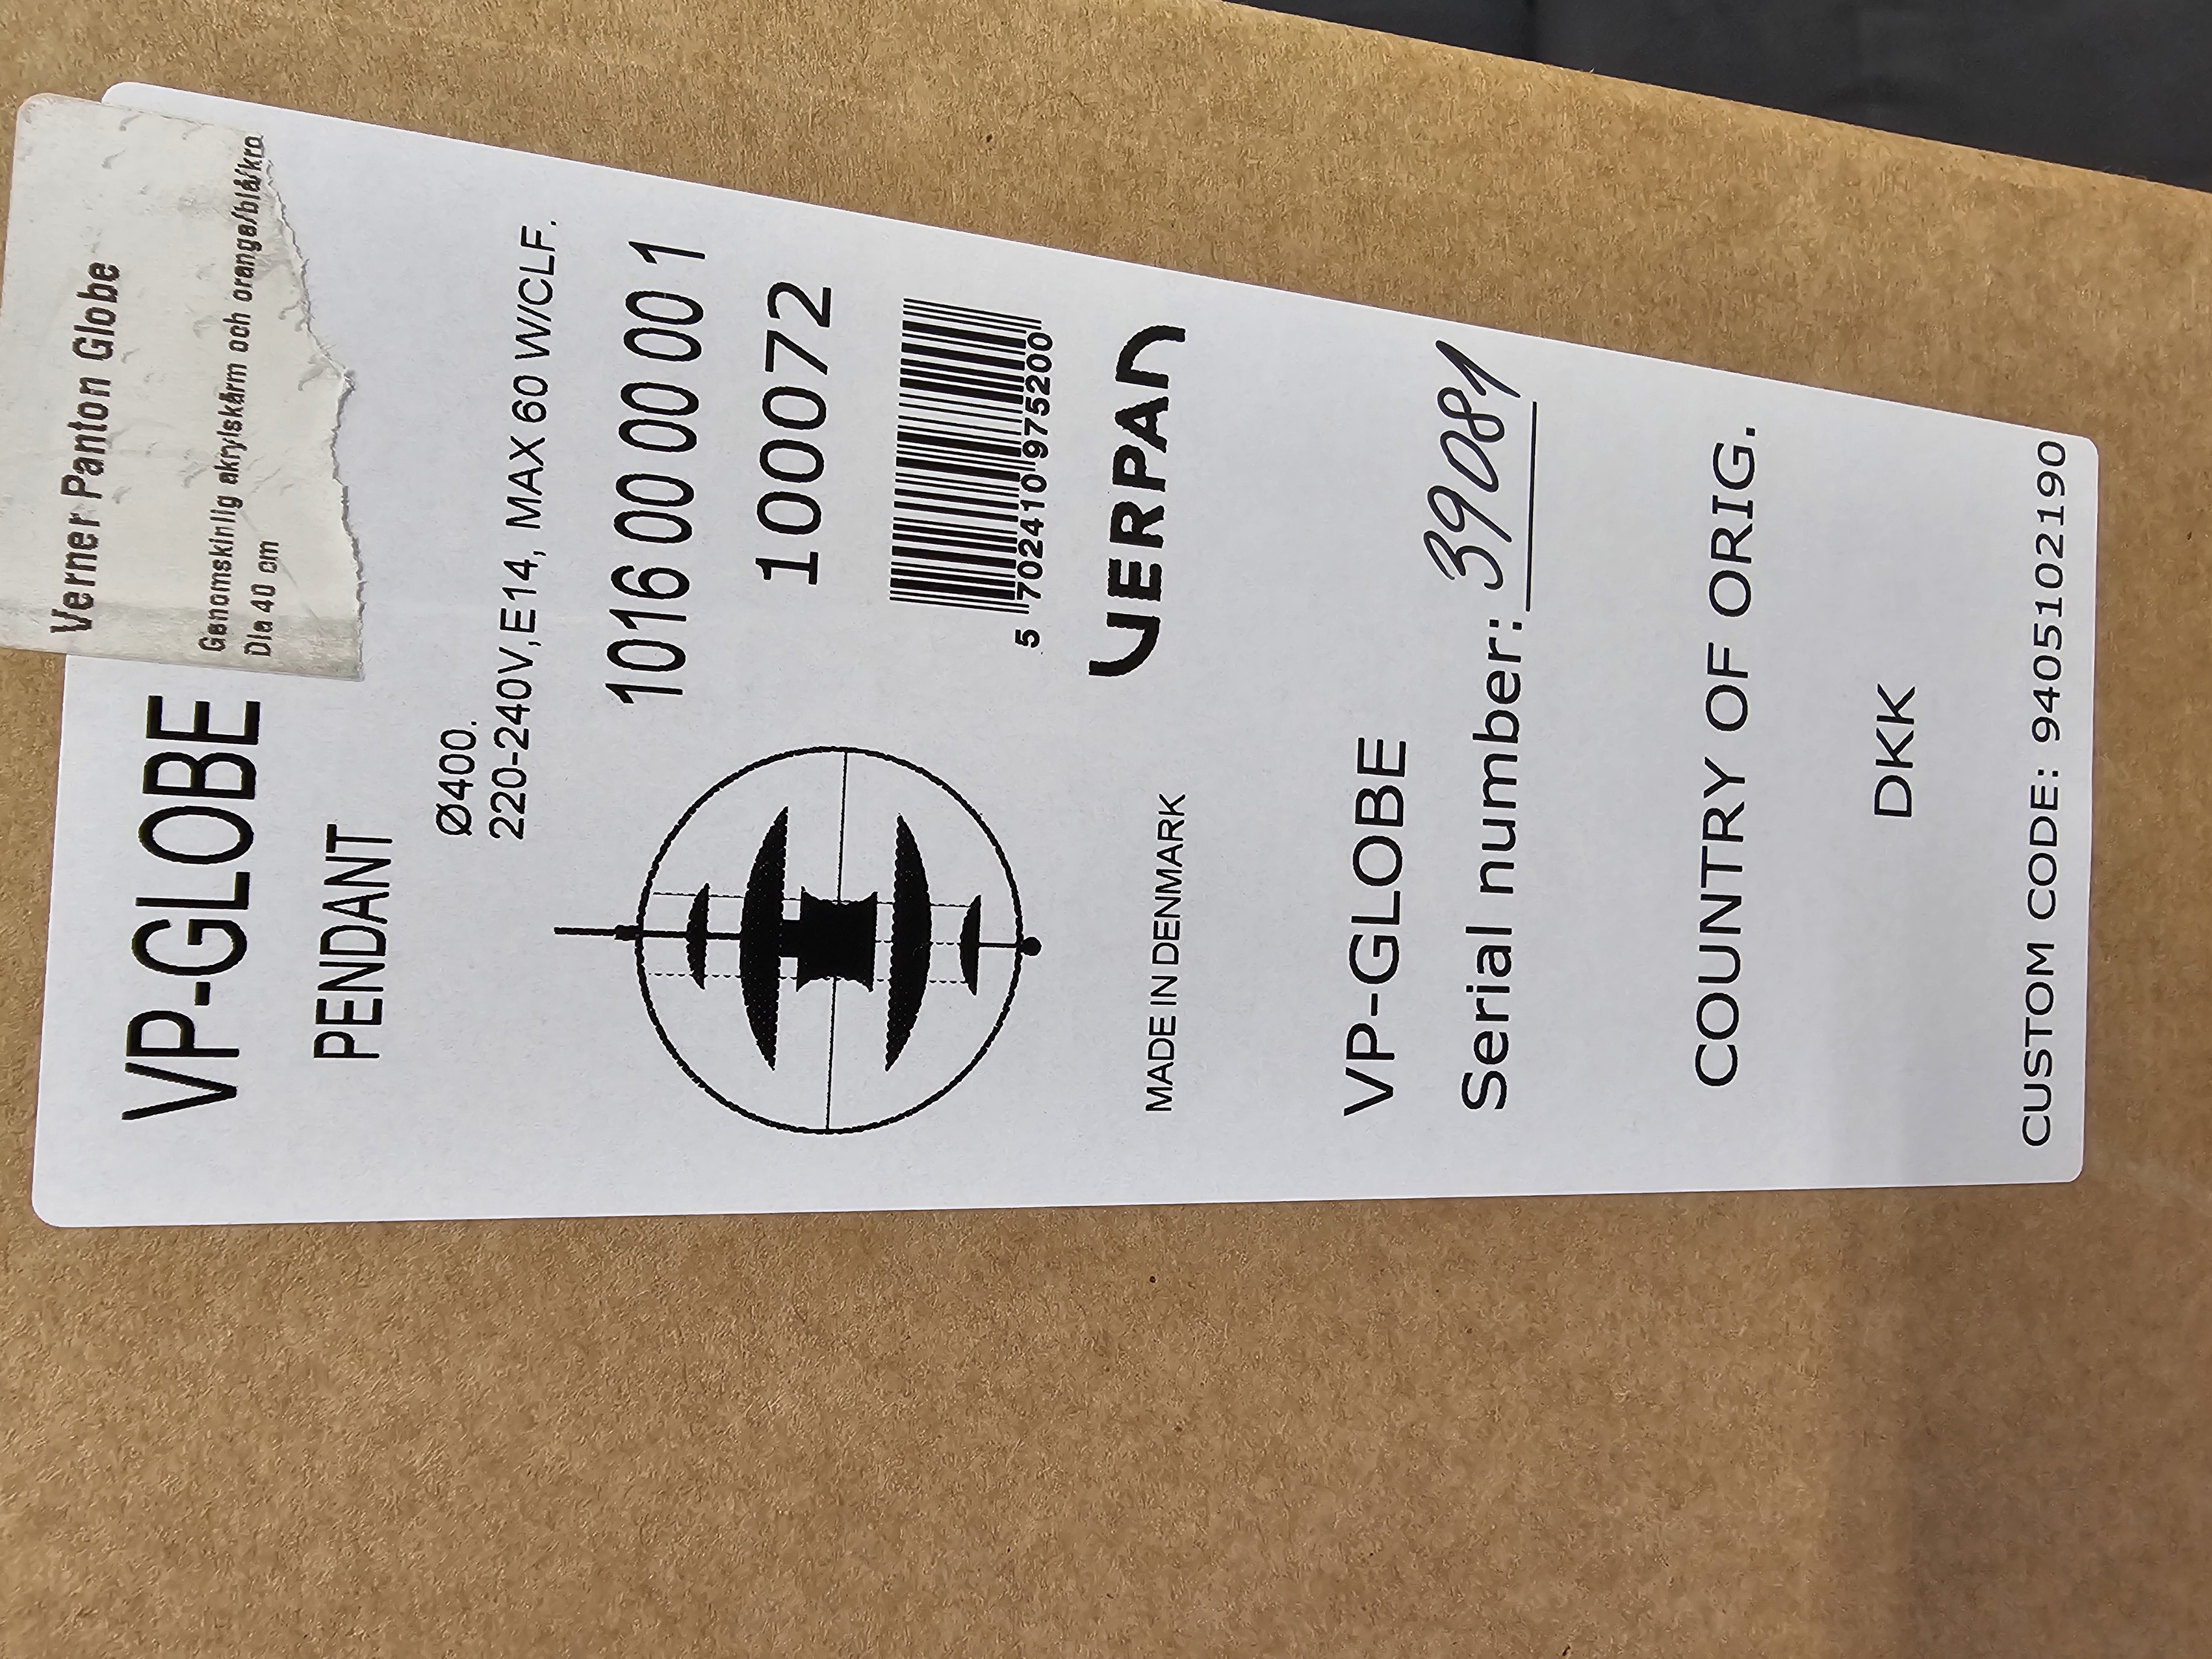 Verner Panton Globe
Genomskinlig akrylskärm och orange/blå/kro
Dia 40 cm
VP-GLOBE
PENDANT
Ø400.
220-240V,E14, MAX 60 W/CLF.
1016 00 00 00 1
100072
5 702410 975200
MADE IN DENMARK
VERPAN
VP-GLOBE
Serial number: 39081
COUNTRY OF ORIG.
DKK
CUSTOM CODE: 9405102190